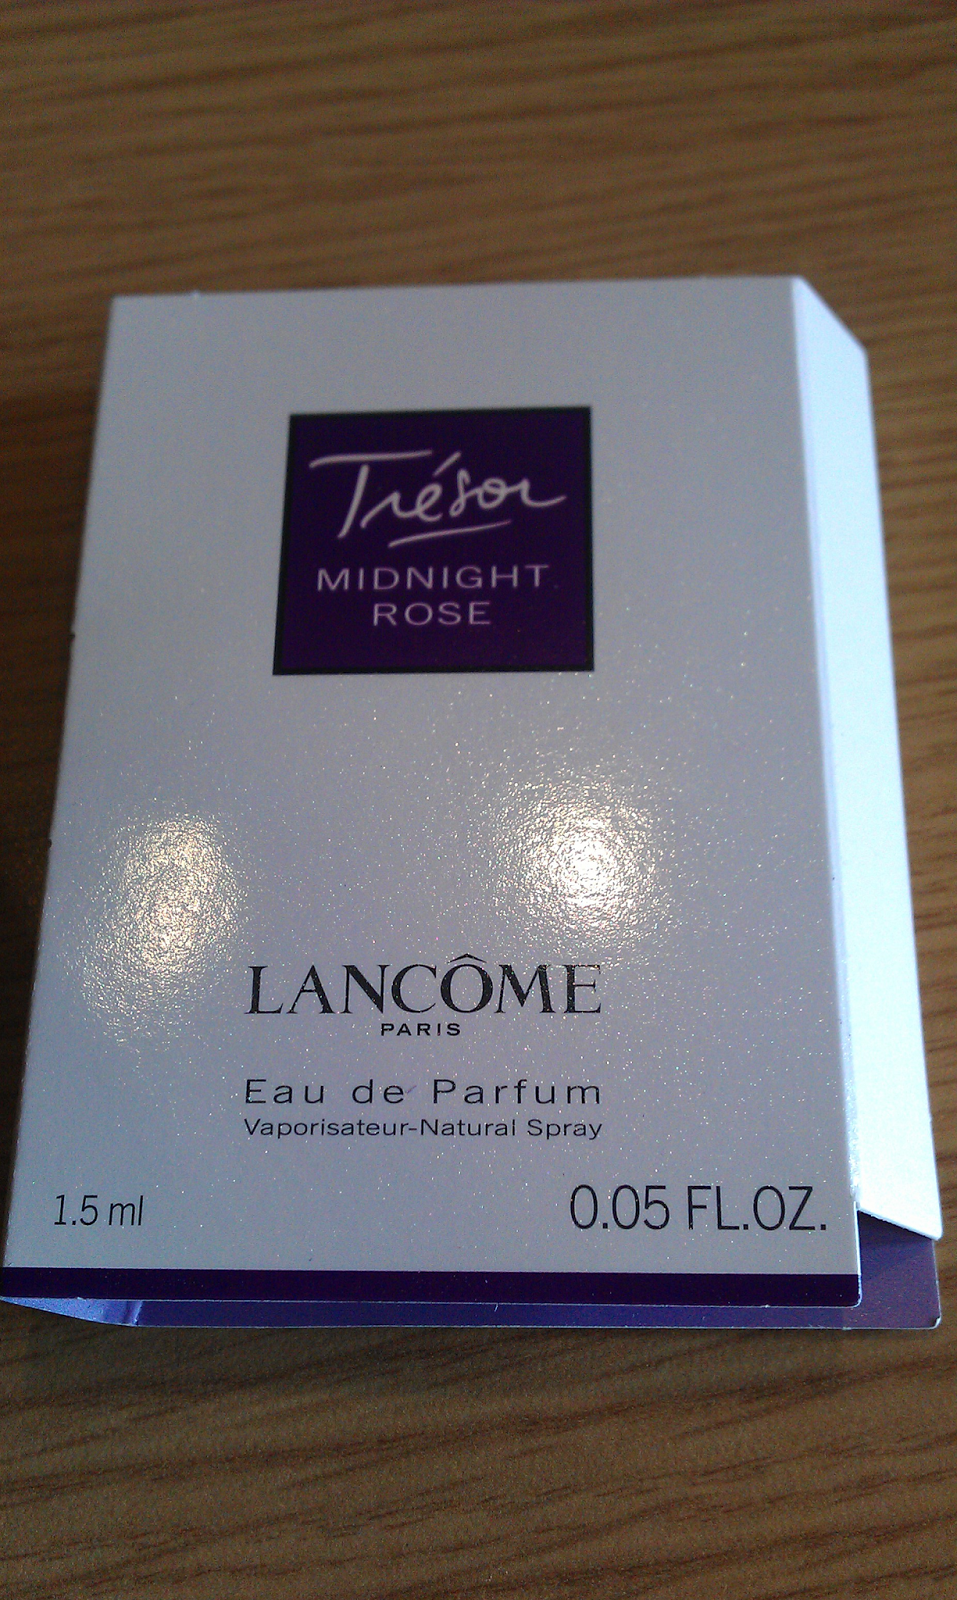 Trésor
MIDNIGHT
ROSE
LANCÔME
PARIS
Eau de Parfum
Vaporisateur-Natural Spray
1.5 ml
0.05 FL.OZ.